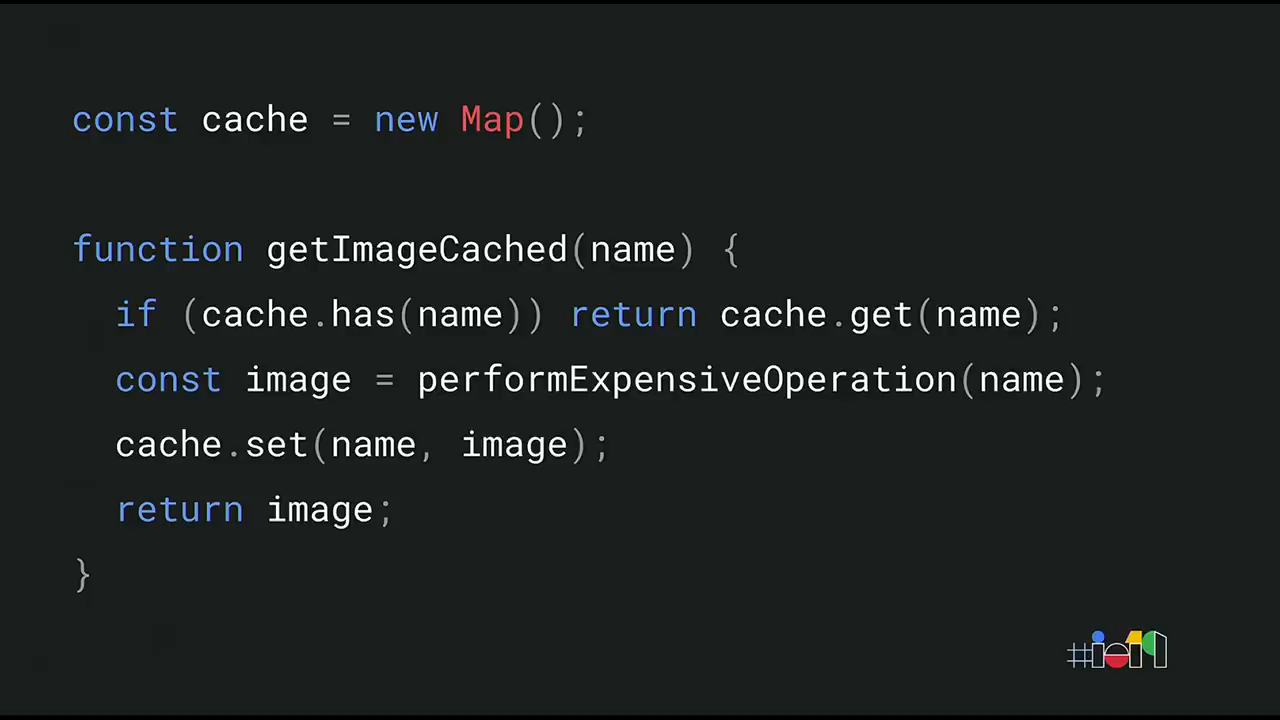 const cache = new Map();
function getImageCached(name) {
  if (cache.has(name)) return cache.get(name);
  const image = performExpensiveOperation(name);
  cache.set(name, image);
  return image;
}
#io19